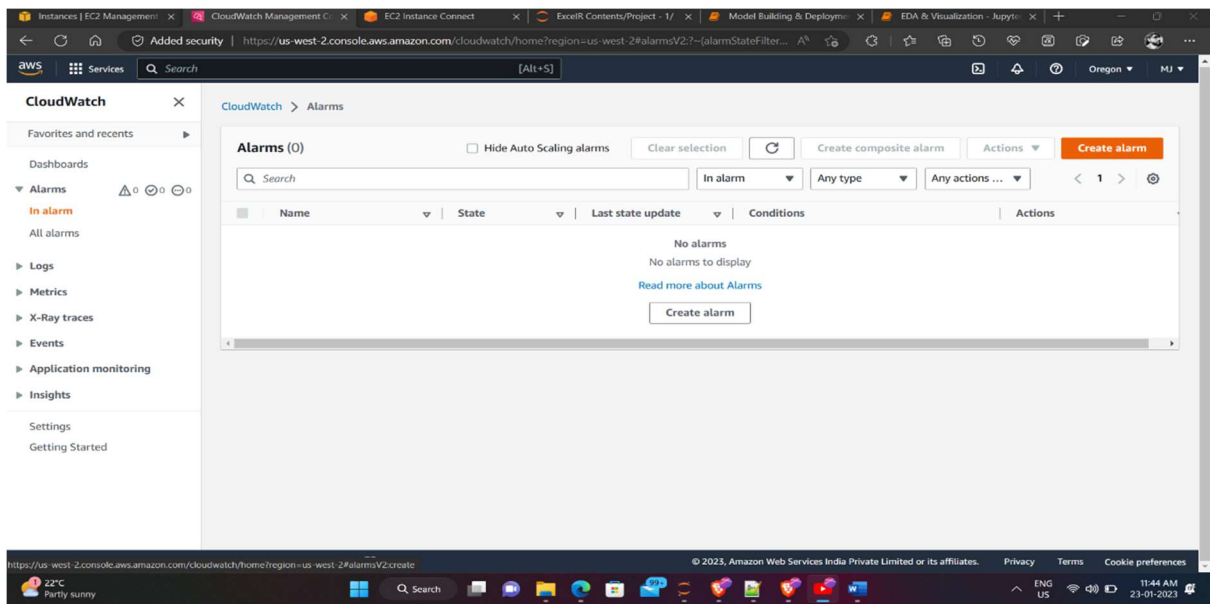 Instances | EC2 Management
CloudWatch Management Co
EC2 Instance Connect
ExcelR Contents/Project - 1/
Model Building & Deployme
EDA & Visualization - Jupyte
Added security
https://us-west-2.console.aws.amazon.com/cloudwatch/home?region=us-west-2#alarmsV2:?~(alarmStateFilter...
aws
Services
Search
[Alt+S]
Oregon
MJ
CloudWatch
CloudWatch > Alarms
Favorites and recents
Dashboards
Alarms 0 0 0
In alarm
All alarms
Logs
Metrics
X-Ray traces
Events
Application monitoring
Insights
Settings
Getting Started
Alarms (0)
Hide Auto Scaling alarms
Clear selection
Create composite alarm
Actions
Create alarm
Search
In alarm
Any type
Any actions ...
< 1 >
Name State Last state update Conditions Actions
No alarms
No alarms to display
Read more about Alarms
Create alarm
https://us-west-2.console.aws.amazon.com/cloudwatch/home?region=us-west-2#alarmsV2:create
© 2023, Amazon Web Services India Private Limited or its affiliates. Privacy Terms Cookie preferences
1
22°C
Partly sunny
Search
99+
ENG
US
11:44 AM
23-01-2023